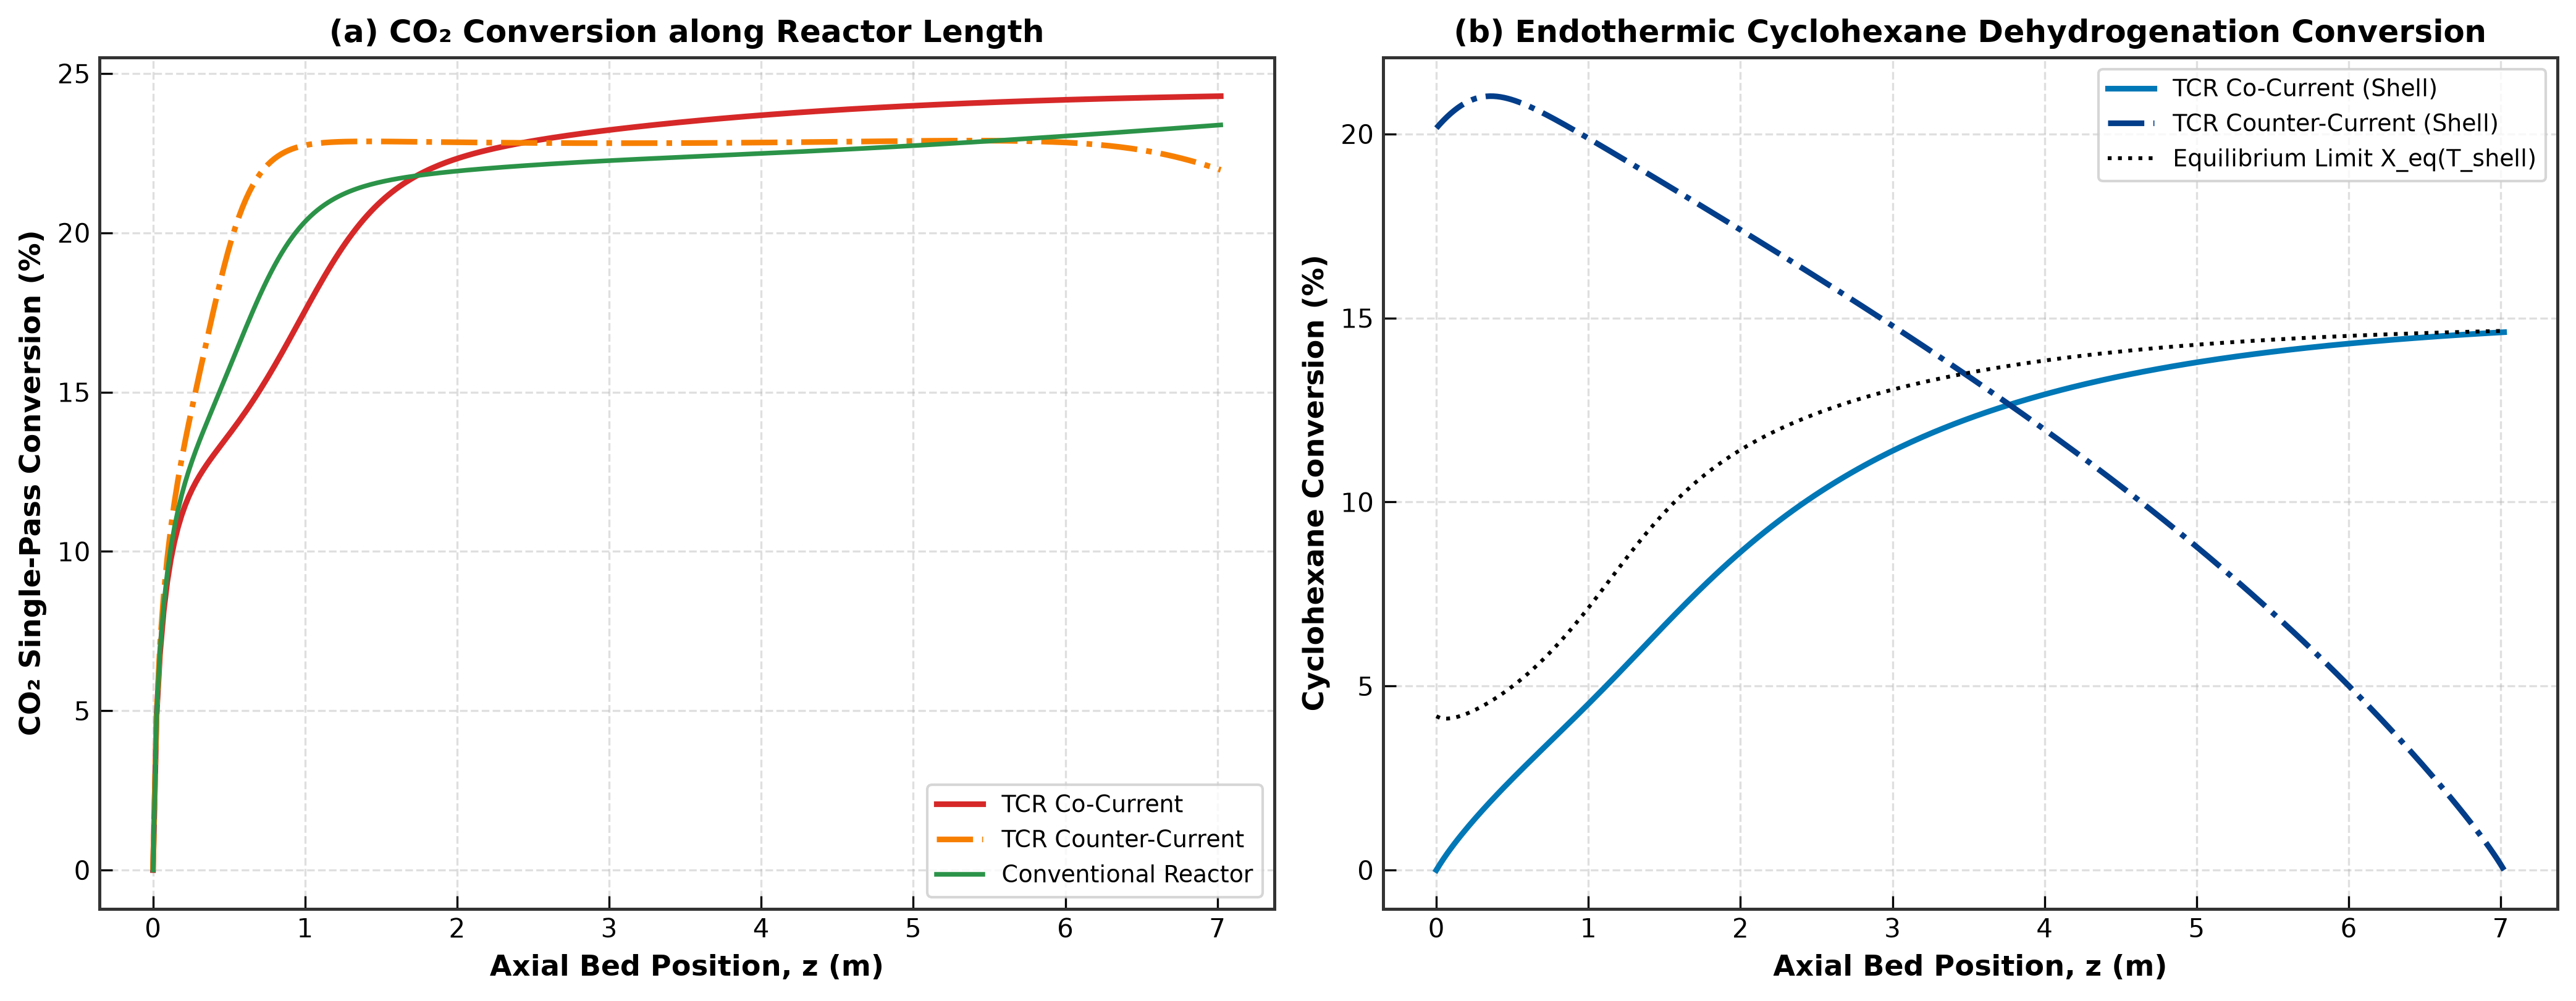 (a) CO₂ Conversion along Reactor Length
CO₂ Single-Pass Conversion (%)
25
20
15
10
5
0
0 1 2 3 4 5 6 7
Axial Bed Position, z (m)
TCR Co-Current
TCR Counter-Current
Conventional Reactor
(b) Endothermic Cyclohexane Dehydrogenation Conversion
Cyclohexane Conversion (%)
20
15
10
5
0
0 1 2 3 4 5 6 7
Axial Bed Position, z (m)
TCR Co-Current (Shell)
TCR Counter-Current (Shell)
Equilibrium Limit X_eq(T_shell)